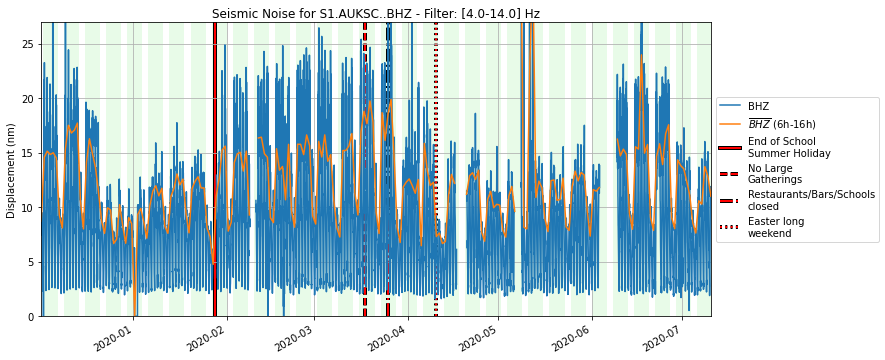 Seismic Noise for S1.AUKSC..BHZ - Filter: [4.0-14.0] Hz
Displacement (nm)
25
20
15
10
5
0
2020-01
2020-02
2020-03
2020-04
2020-05
2020-06
2020-07
BHZ
BHZ (6h-16h)
End of School
Summer Holiday
No Large
Gatherings
Restaurants/Bars/Schools
closed
Easter long
weekend